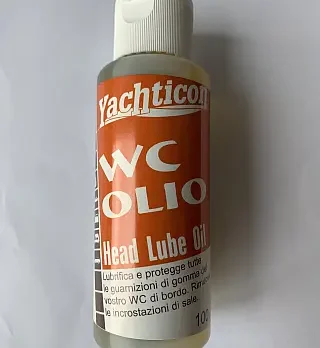 Yachticon
WC
OLIO
Head Lube Oil
Lubrifica e protegge tutte
le guarnizioni di gomma del
vostro WC di bordo.
le incrostazioni di sale.
100